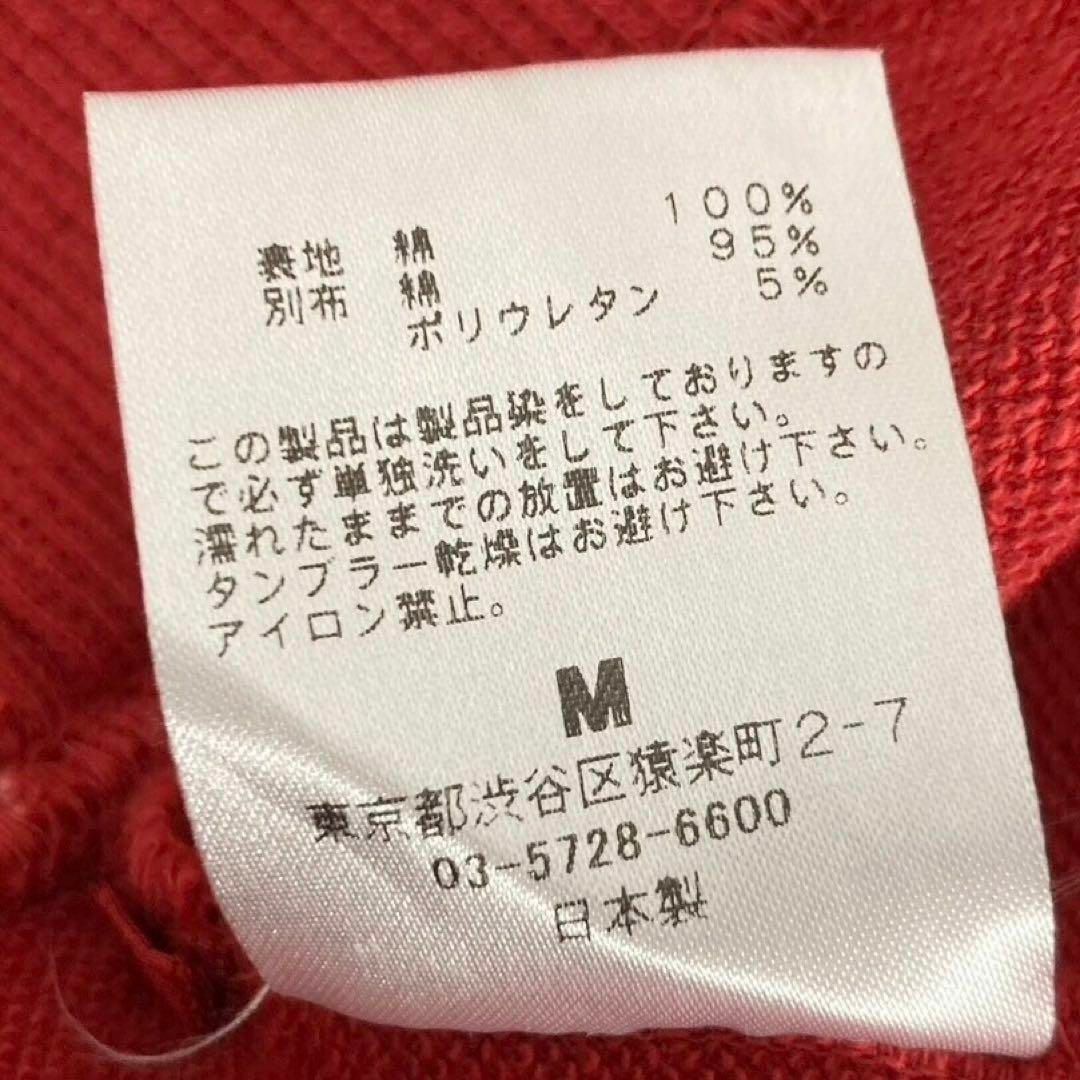 表地 綿 100%
別布 綿 95%
ポリウレタン 5%
この製品は製品染をしておりますの
で必ず単独洗いをして下さい。
濡れたままでの放置はお避け下さい。
タンブラー乾燥はお避け下さい。
アイロン禁止。
M
東京都渋谷区猿楽町2-7
03-5728-6600
日本製